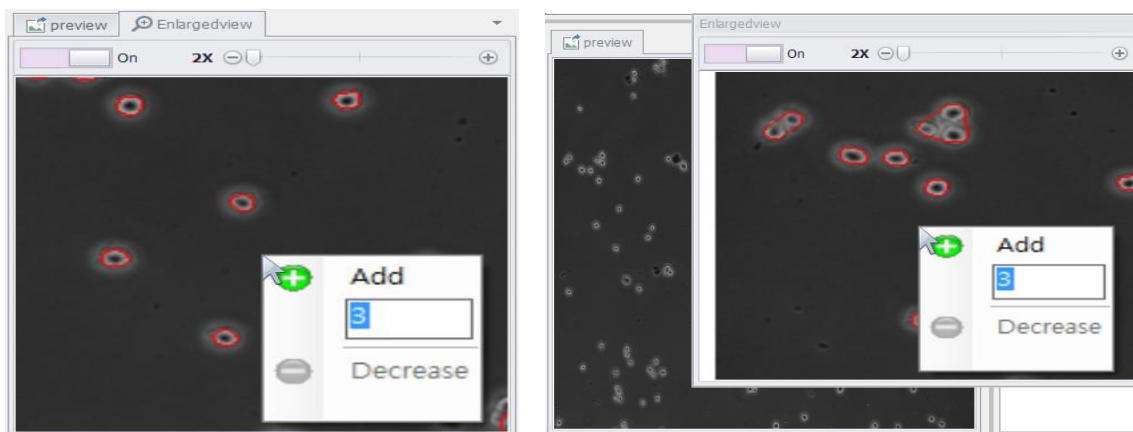 preview
Enlargedview
On
2X
Add
3
Decrease
preview
Enlargedview
On
2X
Add
3
Decrease